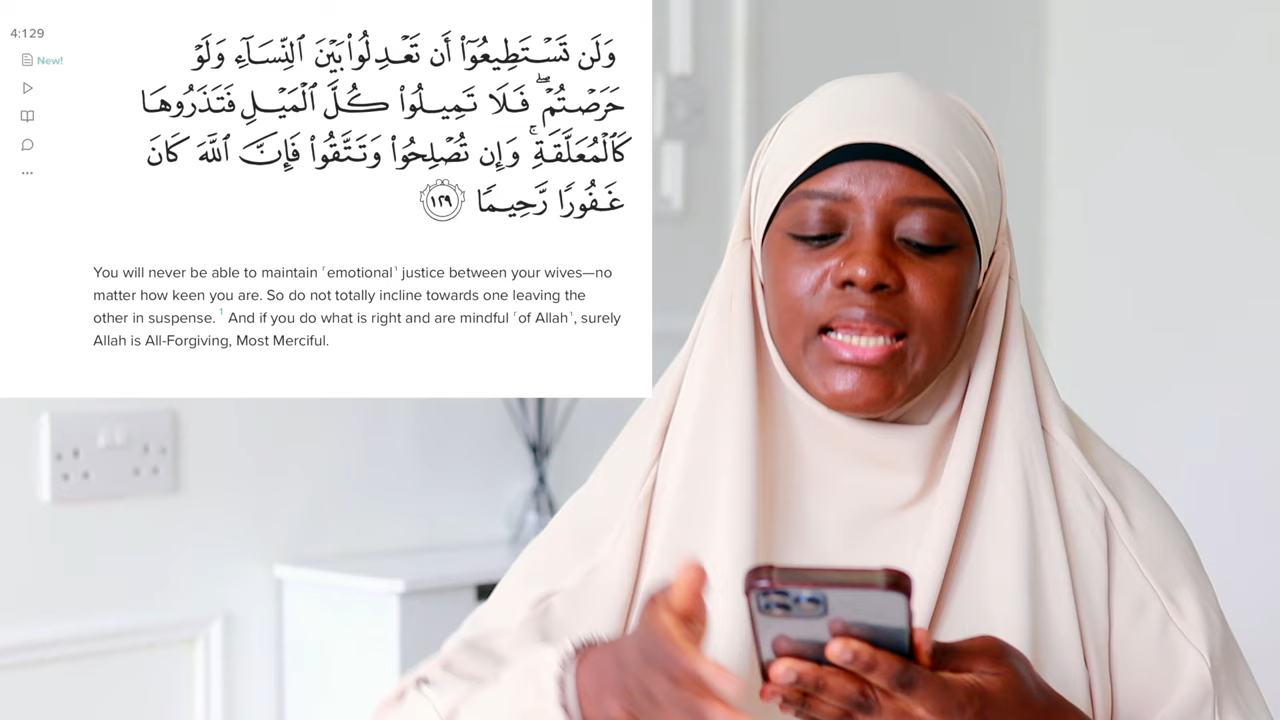 4:129
New!
وَلَن تَسْتَطِيعُوٓا۟ أَن تَعْدِلُوا۟ بَيْنَ ٱلنِّسَآءِ وَلَوْ
حَرَصْتُمْ ۖ فَلَا تَمِيلُوا۟ كُلَّ ٱلْمَيْلِ فَتَذَرُوهَا
كَٱلْمُعَلَّقَةِ ۚ وَإِن تُصْلِحُوا۟ وَتَتَّقُوا۟ فَإِنَّ ٱللَّهَ كَانَ
غَفُورًا رَّحِيمًا ١٢٩
You will never be able to maintain ˹emotional˺ justice between your wives—no
matter how keen you are. So do not totally incline towards one leaving the
other in suspense. 1 And if you do what is right and are mindful ˹of Allah˺, surely
Allah is All-Forgiving, Most Merciful.